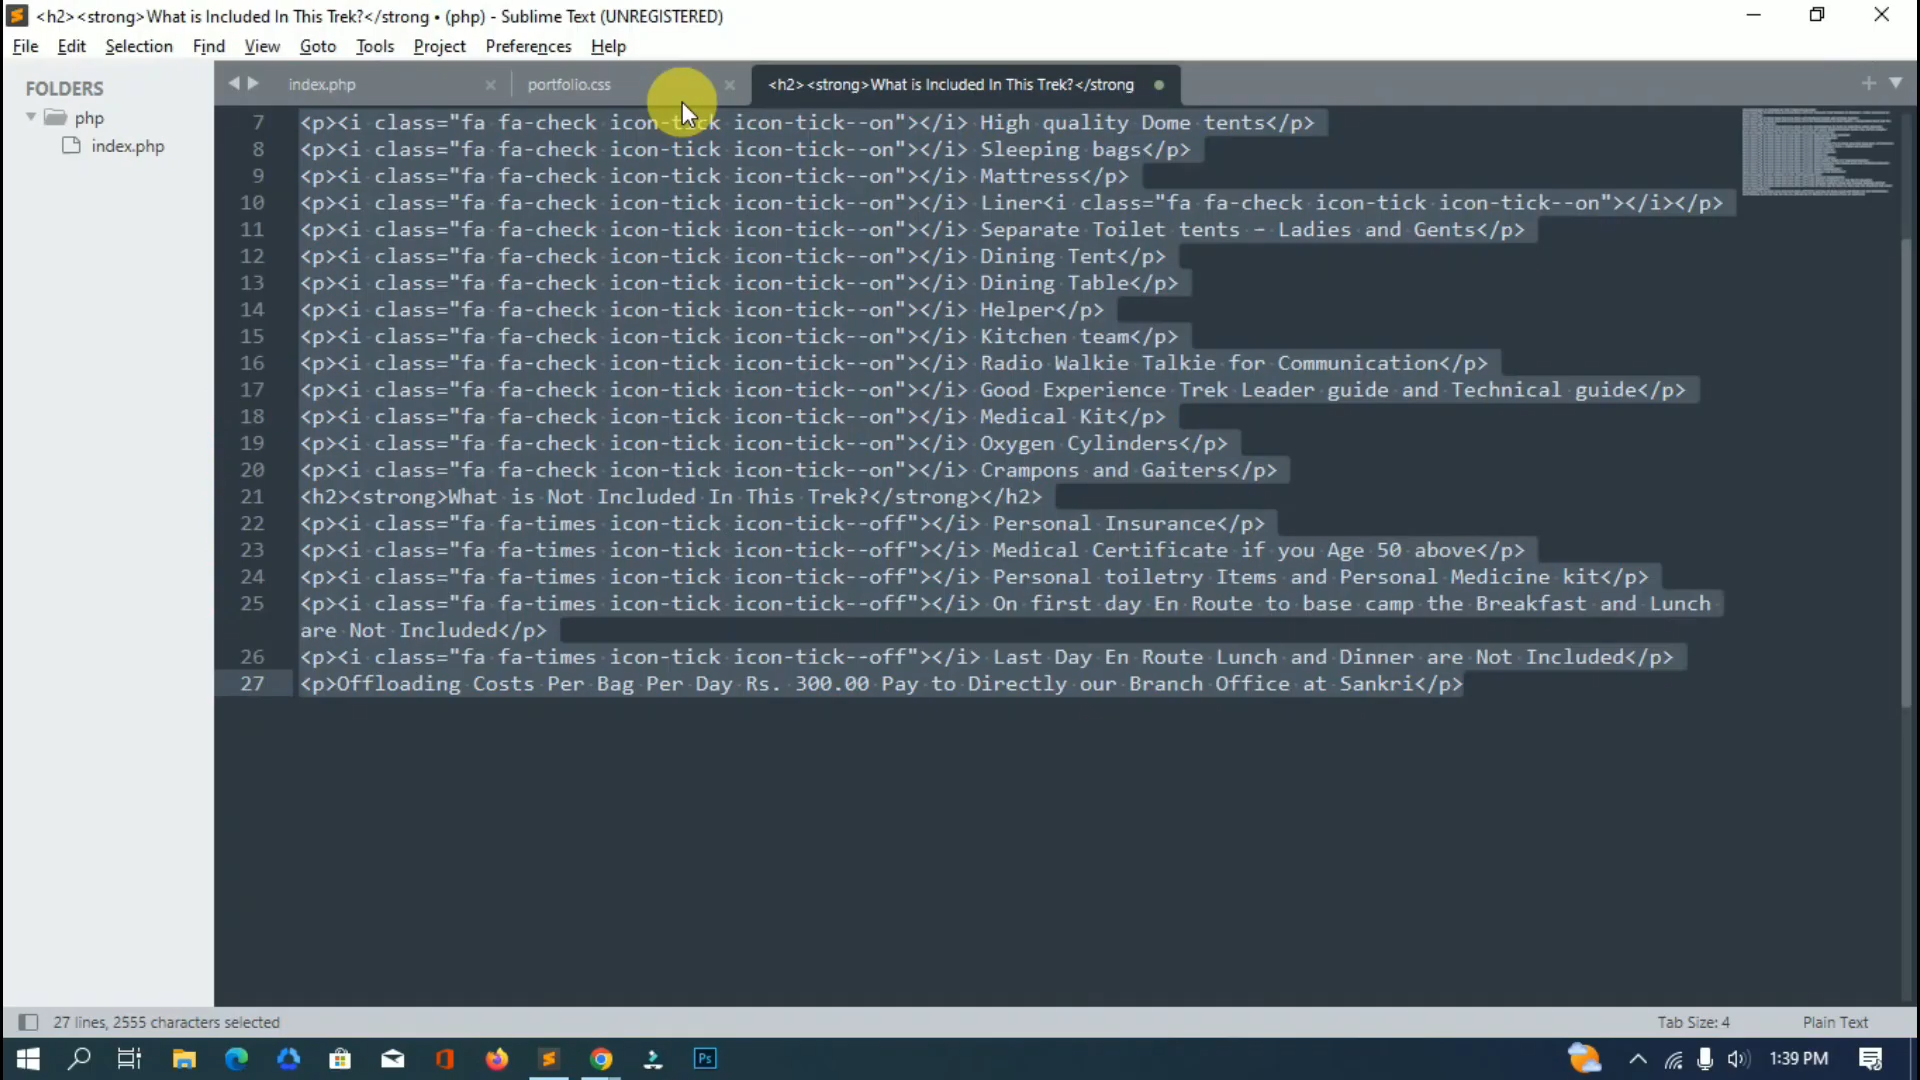 <h2><strong>What is Included In This Trek?</strong • (php) - Sublime Text (UNREGISTERED)
File Edit Selection Find View Goto Tools Project Preferences Help
FOLDERS
php
index.php
index.php
portfolio.css
<h2><strong>What is Included In This Trek?</strong
7 <p><i class="fa fa-check icon-tick icon-tick--on"></i> High quality Dome tents</p>
8 <p><i class="fa fa-check icon-tick icon-tick--on"></i> Sleeping bags</p>
9 <p><i class="fa fa-check icon-tick icon-tick--on"></i> Mattress</p>
10 <p><i class="fa fa-check icon-tick icon-tick--on"></i> Liner<i class="fa fa-check icon-tick icon-tick--on"></i></p>
11 <p><i class="fa fa-check icon-tick icon-tick--on"></i> Separate Toilet tents – Ladies and Gents</p>
12 <p><i class="fa fa-check icon-tick icon-tick--on"></i> Dining Tent</p>
13 <p><i class="fa fa-check icon-tick icon-tick--on"></i> Dining Table</p>
14 <p><i class="fa fa-check icon-tick icon-tick--on"></i> Helper</p>
15 <p><i class="fa fa-check icon-tick icon-tick--on"></i> Kitchen team</p>
16 <p><i class="fa fa-check icon-tick icon-tick--on"></i> Radio Walkie Talkie for Communication</p>
17 <p><i class="fa fa-check icon-tick icon-tick--on"></i> Good Experience Trek Leader guide and Technical guide</p>
18 <p><i class="fa fa-check icon-tick icon-tick--on"></i> Medical Kit</p>
19 <p><i class="fa fa-check icon-tick icon-tick--on"></i> Oxygen Cylinders</p>
20 <p><i class="fa fa-check icon-tick icon-tick--on"></i> Crampons and Gaiters</p>
21 <h2><strong>What is Not Included In This Trek?</strong></h2>
22 <p><i class="fa fa-times icon-tick icon-tick--off"></i> Personal Insurance</p>
23 <p><i class="fa fa-times icon-tick icon-tick--off"></i> Medical Certificate if you Age 50 above</p>
24 <p><i class="fa fa-times icon-tick icon-tick--off"></i> Personal toiletry Items and Personal Medicine kit</p>
25 <p><i class="fa fa-times icon-tick icon-tick--off"></i> On first day En Route to base camp the Breakfast and Lunch
are Not Included</p>
26 <p><i class="fa fa-times icon-tick icon-tick--off"></i> Last Day En Route Lunch and Dinner are Not Included</p>
27 <p>Offloading Costs Per Bag Per Day Rs. 300.00 Pay to Directly our Branch Office at Sankri</p>
27 lines, 2555 characters selected
Tab Size: 4
Plain Text
Ps
1:39 PM